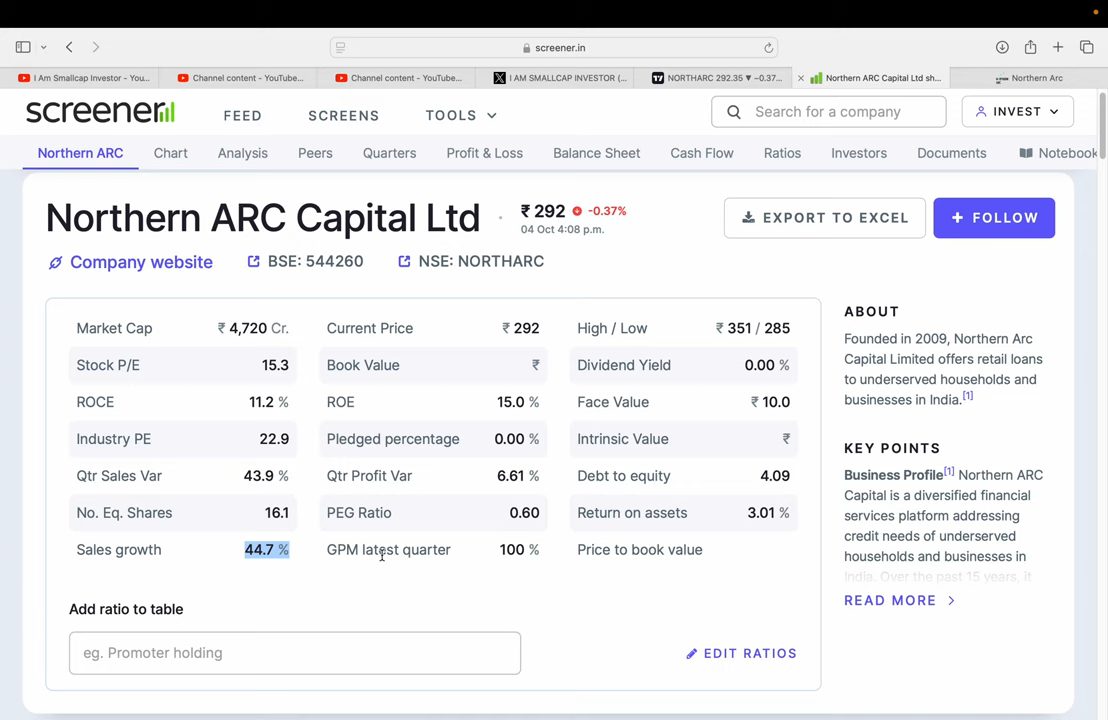 screener.in
I Am Smallcap Investor - You...
Channel content - YouTube...
Channel content - YouTube...
I AM SMALLCAP INVESTOR (...
NORTHARC 292.35 ▼ −0.37...
Northern ARC Capital Ltd sh...
Northern Arc
screener
FEED
SCREENS
TOOLS
Search for a company
INVEST
Northern ARC
Chart
Analysis
Peers
Quarters
Profit & Loss
Balance Sheet
Cash Flow
Ratios
Investors
Documents
Notebook
Northern ARC Capital Ltd
₹ 292 -0.37%
04 Oct 4:08 p.m.
EXPORT TO EXCEL
+ FOLLOW
Company website
BSE: 544260
NSE: NORTHARC
Market Cap ₹ 4,720 Cr.
Current Price ₹ 292
High / Low ₹ 351 / 285
Stock P/E 15.3
Book Value ₹
Dividend Yield 0.00 %
ROCE 11.2 %
ROE 15.0 %
Face Value ₹ 10.0
Industry PE 22.9
Pledged percentage 0.00 %
Intrinsic Value ₹
Qtr Sales Var 43.9 %
Qtr Profit Var 6.61 %
Debt to equity 4.09
No. Eq. Shares 16.1
PEG Ratio 0.60
Return on assets 3.01 %
Sales growth 44.7 %
GPM latest quarter 100 %
Price to book value
Add ratio to table
eg. Promoter holding
EDIT RATIOS
ABOUT
Founded in 2009, Northern Arc
Capital Limited offers retail loans
to underserved households and
businesses in India.[1]
KEY POINTS
Business Profile[1] Northern ARC
Capital is a diversified financial
services platform addressing
credit needs of underserved
households and businesses in
India. Over the past 15 years, it
READ MORE